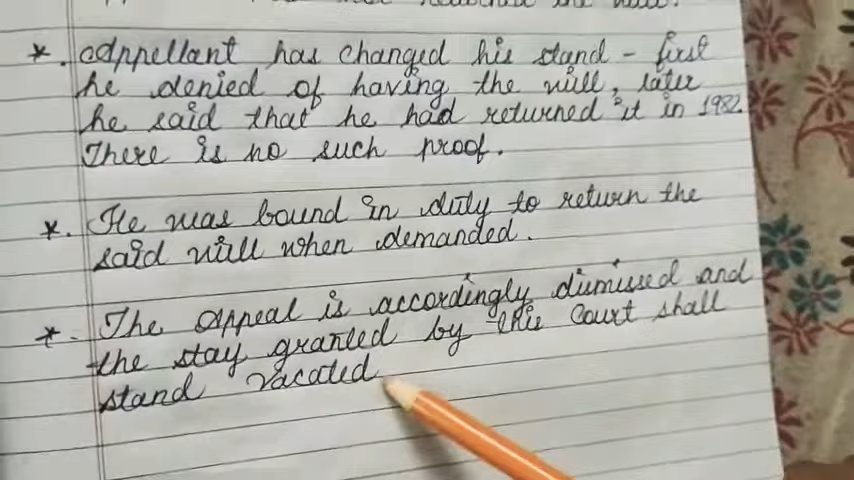 *. Appellant has changed his stand - first
he denied of having the will, later
he said that he had returned it in 1982.
There is no such proof.
*. He was bound in duty to return the
said will when demanded.
*. The appeal is accordingly dismissed and
the stay granted by this Court shall
stand vacated